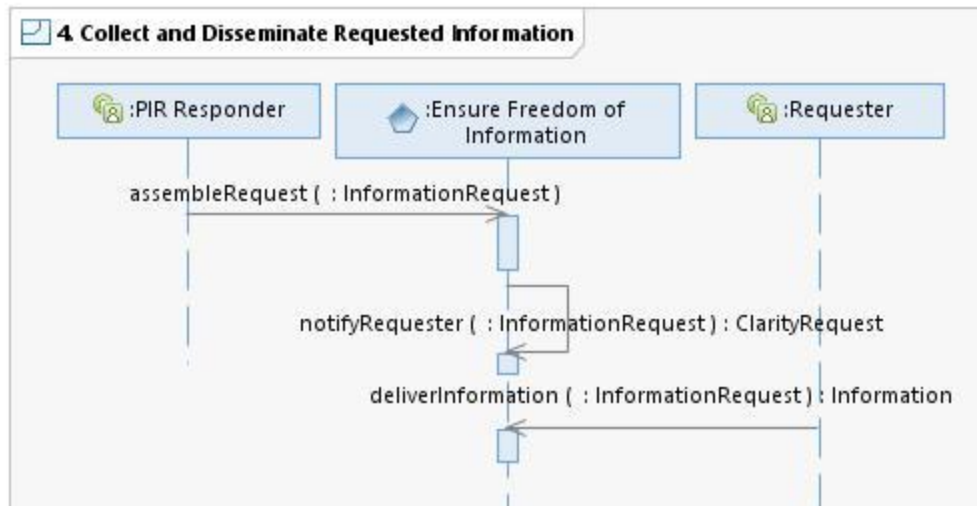 4. Collect and Disseminate Requested Information
:PIR Responder
:Ensure Freedom of
Information
:Requester
assembleRequest ( : InformationRequest )
notifyRequester ( : InformationRequest ) : ClarityRequest
deliverInformation ( : InformationRequest ) : Information